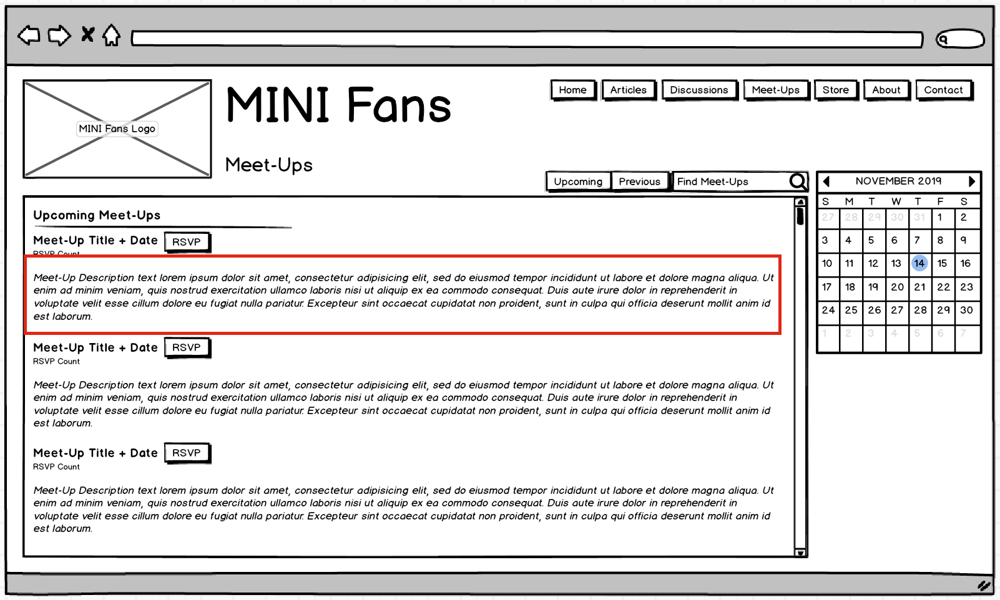 MINI Fans Logo
MINI Fans
Meet-Ups
Home Articles Discussions Meet-Ups Store About Contact
Upcoming Previous Find Meet-Ups
Upcoming Meet-Ups
Meet-Up Title + Date RSVP
RSVP Count
Meet-Up Description text lorem ipsum dolor sit amet, consectetur adipisicing elit, sed do eiusmod tempor incididunt ut labore et dolore magna aliqua. Ut
enim ad minim veniam, quis nostrud exercitation ullamco laboris nisi ut aliquip ex ea commodo consequat. Duis aute irure dolor in reprehenderit in
voluptate velit esse cillum dolore eu fugiat nulla pariatur. Excepteur sint occaecat cupidatat non proident, sunt in culpa qui officia deserunt mollit anim id
est laborum.
Meet-Up Title + Date RSVP
RSVP Count
Meet-Up Description text lorem ipsum dolor sit amet, consectetur adipisicing elit, sed do eiusmod tempor incididunt ut labore et dolore magna aliqua. Ut
enim ad minim veniam, quis nostrud exercitation ullamco laboris nisi ut aliquip ex ea commodo consequat. Duis aute irure dolor in reprehenderit in
voluptate velit esse cillum dolore eu fugiat nulla pariatur. Excepteur sint occaecat cupidatat non proident, sunt in culpa qui officia deserunt mollit anim id
est laborum.
Meet-Up Title + Date RSVP
RSVP Count
Meet-Up Description text lorem ipsum dolor sit amet, consectetur adipisicing elit, sed do eiusmod tempor incididunt ut labore et dolore magna aliqua. Ut
enim ad minim veniam, quis nostrud exercitation ullamco laboris nisi ut aliquip ex ea commodo consequat. Duis aute irure dolor in reprehenderit in
voluptate velit esse cillum dolore eu fugiat nulla pariatur. Excepteur sint occaecat cupidatat non proident, sunt in culpa qui officia deserunt mollit anim id
est laborum.
NOVEMBER 2019
S M T W T F S
27 28 29 30 31 1 2
3 4 5 6 7 8 9
10 11 12 13 14 15 16
17 18 19 20 21 22 23
24 25 26 27 28 29 30
1 2 3 4 5 6 7